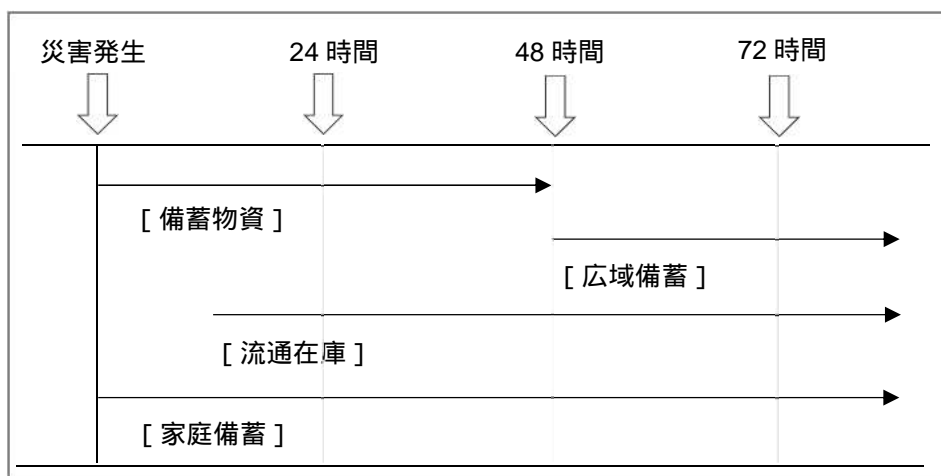 災害発生 24 時間 48 時間 72 時間
[ 備蓄物資 ]
[ 広域備蓄 ]
[ 流通在庫 ]
[ 家庭備蓄 ]